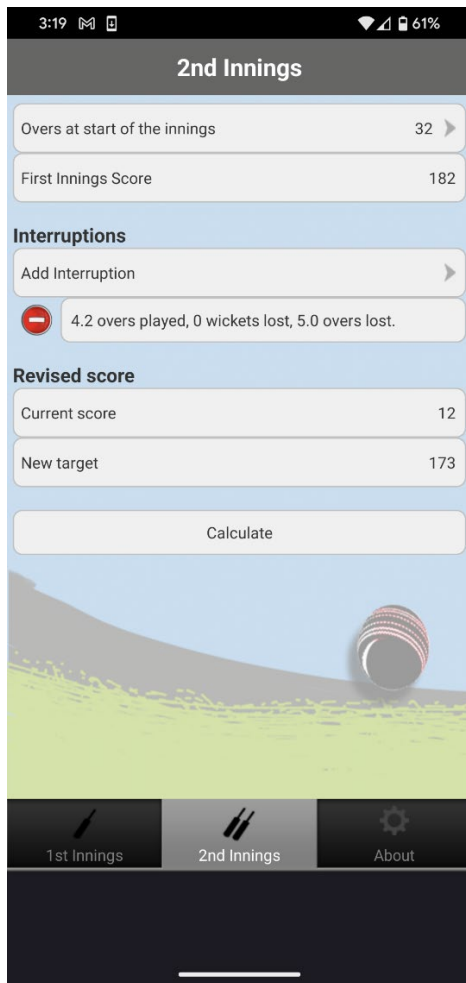 3:19 61%
2nd Innings
Overs at start of the innings 32
First Innings Score 182
Interruptions
Add Interruption
4.2 overs played, 0 wickets lost, 5.0 overs lost.
Revised score
Current score 12
New target 173
Calculate
1st Innings 2nd Innings About